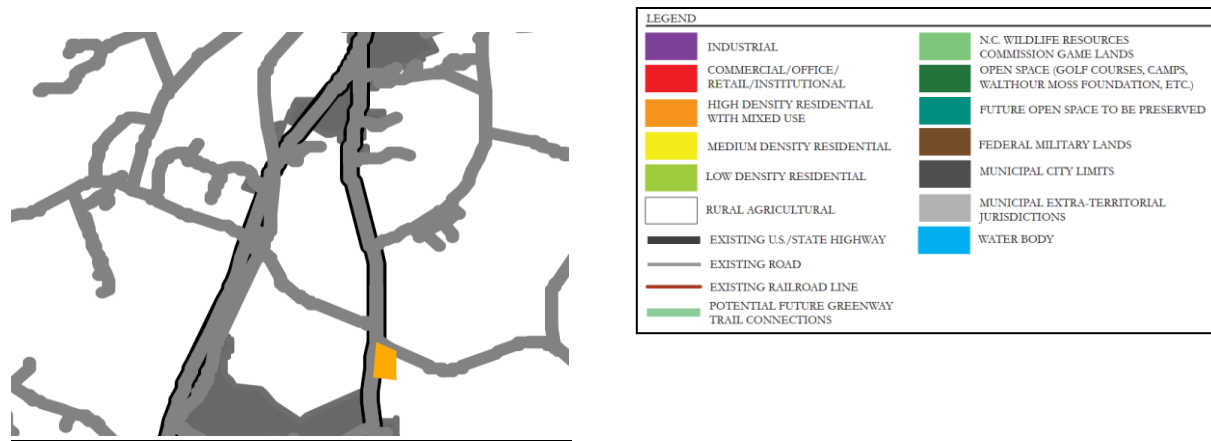 LEGEND
INDUSTRIAL
COMMERCIAL/OFFICE/
RETAIL/INSTITUTIONAL
HIGH DENSITY RESIDENTIAL
WITH MIXED USE
MEDIUM DENSITY RESIDENTIAL
LOW DENSITY RESIDENTIAL
RURAL AGRICULTURAL
EXISTING U.S./STATE HIGHWAY
EXISTING ROAD
EXISTING RAILROAD LINE
POTENTIAL FUTURE GREENWAY
TRAIL CONNECTIONS
N.C. WILDLIFE RESOURCES
COMMISSION GAME LANDS
OPEN SPACE (GOLF COURSES, CAMPS,
WALTHOUR MOSS FOUNDATION, ETC.)
FUTURE OPEN SPACE TO BE PRESERVED
FEDERAL MILITARY LANDS
MUNICIPAL CITY LIMITS
MUNICIPAL EXTRA-TERRITORIAL
JURISDICTIONS
WATER BODY